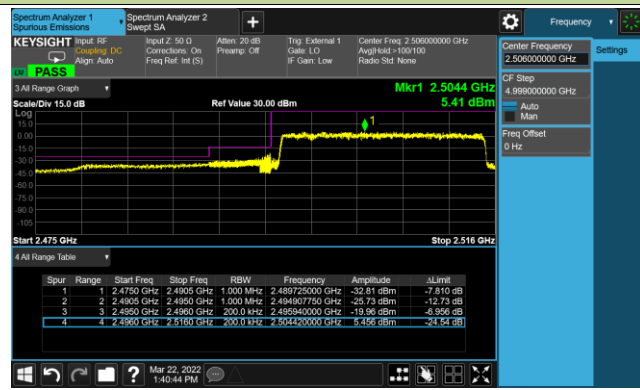 Spectrum Analyzer 1
Spurious Emissions
Spectrum Analyzer 2
Swept SA
Frequency
KEYSIGHT
Input: RF
Coupling: DC
Align: Auto
Input Z: 50 Ω
Corrections: On
Freq Ref: Int (S)
Atten: 20 dB
Preamp: Off
Trig: External 1
Gate: LO
IF Gain: Low
Center Freq: 2.506000000 GHz
Avg|Hold:>100/100
Radio Std: None
PASS
Center Frequency
2.506000000 GHz
Settings
CF Step
4.999000000 GHz
Auto
Man
Freq Offset
0 Hz
3 All Range Graph
Mkr1 2.5044 GHz
5.41 dBm
Scale/Div 15.0 dB
Ref Value 30.00 dBm
Log
15.0
0.00
-15.0
-30.0
-45.0
-60.0
-75.0
-90.0
-105
1
Start 2.475 GHz
Stop 2.516 GHz
4 All Range Table
Spur Range Start Freq Stop Freq RBW Frequency Amplitude ΔLimit
1 1 2.4750 GHz 2.4905 GHz 1.000 MHz 2.489725000 GHz -32.81 dBm -7.810 dB
2 2 2.4905 GHz 2.4950 GHz 1.000 MHz 2.494907750 GHz -25.73 dBm -12.73 dB
3 3 2.4950 GHz 2.4960 GHz 200.0 kHz 2.495940000 GHz -19.96 dBm -6.956 dB
4 4 2.4960 GHz 2.5160 GHz 200.0 kHz 2.504420000 GHz 5.456 dBm -24.54 dB
Mar 22, 2022
1:40:44 PM